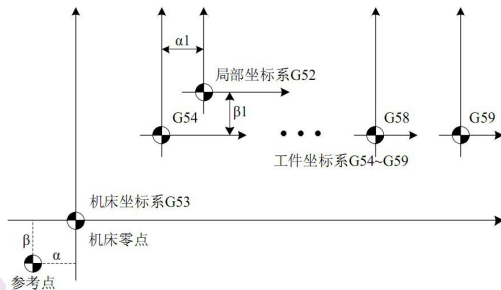 α1
局部坐标系G52
β1
G54
G58
G59
工件坐标系G54~G59
机床坐标系G53
机床零点
β
α
参考点